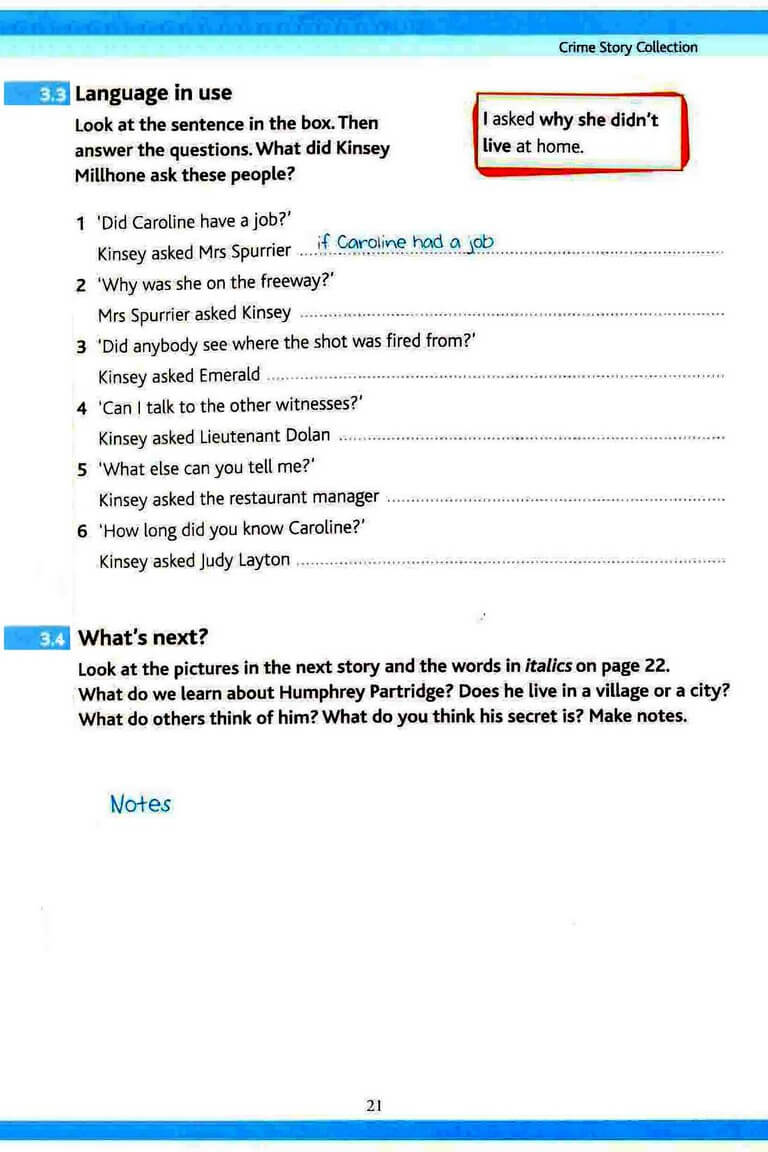 Crime Story Collection
3.3 Language in use
Look at the sentence in the box. Then
answer the questions. What did Kinsey
Millhone ask these people?
I asked why she didn't
live at home.
1 'Did Caroline have a job?'
Kinsey asked Mrs Spurrier if Caroline had a job
2 'Why was she on the freeway?'
Mrs Spurrier asked Kinsey
3 'Did anybody see where the shot was fired from?'
Kinsey asked Emerald
4 'Can I talk to the other witnesses?'
Kinsey asked Lieutenant Dolan
5 'What else can you tell me?'
Kinsey asked the restaurant manager
6 'How long did you know Caroline?'
Kinsey asked Judy Layton
3.4 What's next?
Look at the pictures in the next story and the words in italics on page 22.
What do we learn about Humphrey Partridge? Does he live in a village or a city?
What do others think of him? What do you think his secret is? Make notes.
Notes
21